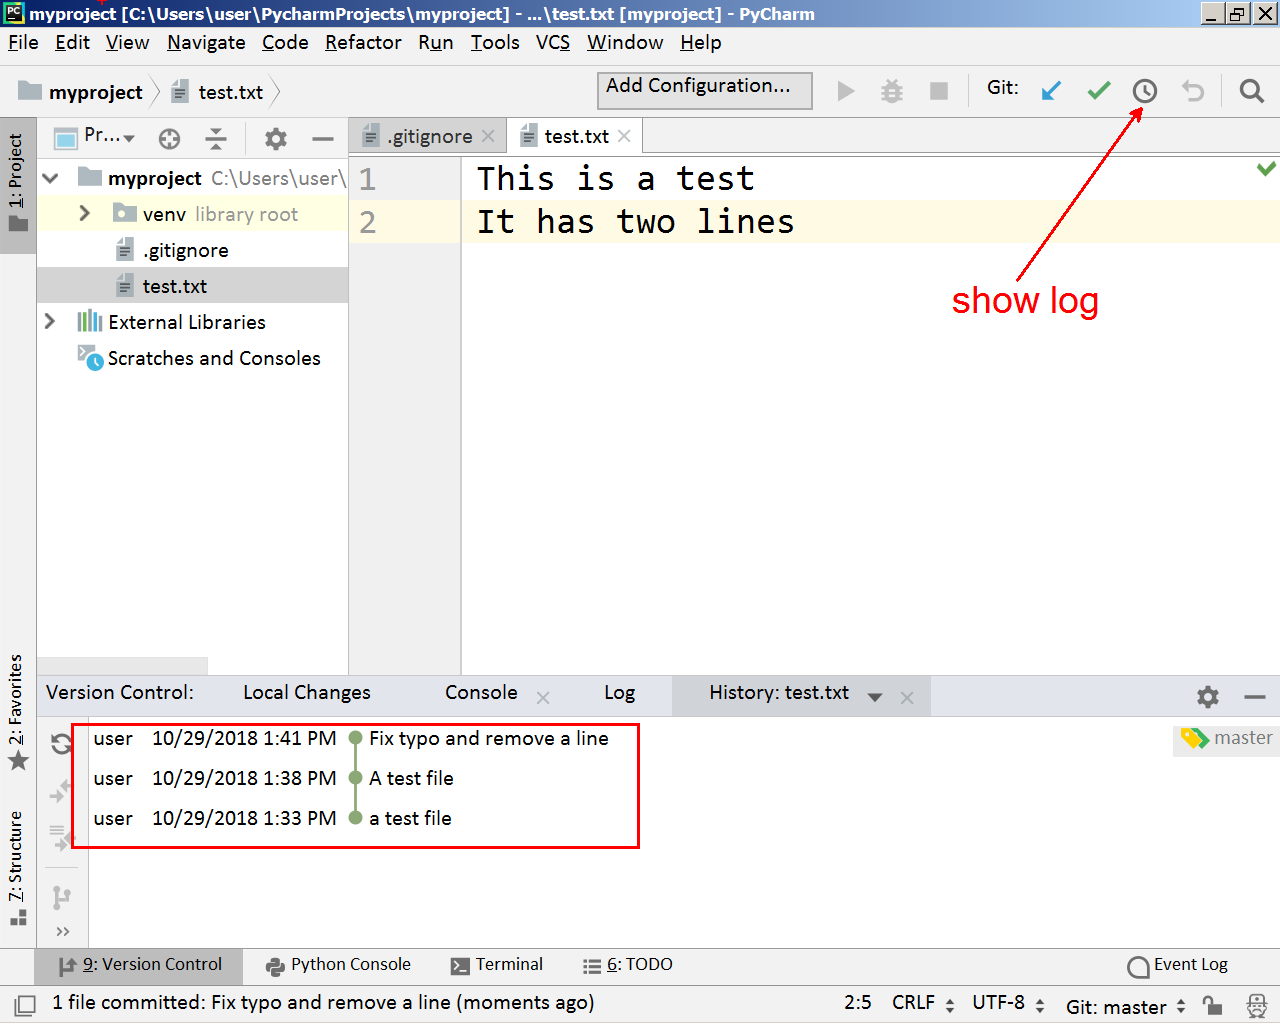 PC myproject [C:\Users\user\PycharmProjects\myproject] - ...\test.txt [myproject] - PyCharm
File Edit View Navigate Code Refactor Run Tools VCS Window Help
myproject test.txt Add Configuration... Git:
1: Project
Pr...
.gitignore test.txt
myproject C:\Users\user\
venv library root
.gitignore
test.txt
External Libraries
Scratches and Consoles
1 This is a test
2 It has two lines
show log
2: Favorites
7: Structure
Version Control: Local Changes Console Log History: test.txt
user 10/29/2018 1:41 PM Fix typo and remove a line master
user 10/29/2018 1:38 PM A test file
user 10/29/2018 1:33 PM a test file
9: Version Control Python Console Terminal 6: TODO Event Log
1 file committed: Fix typo and remove a line (moments ago) 2:5 CRLF UTF-8 Git: master